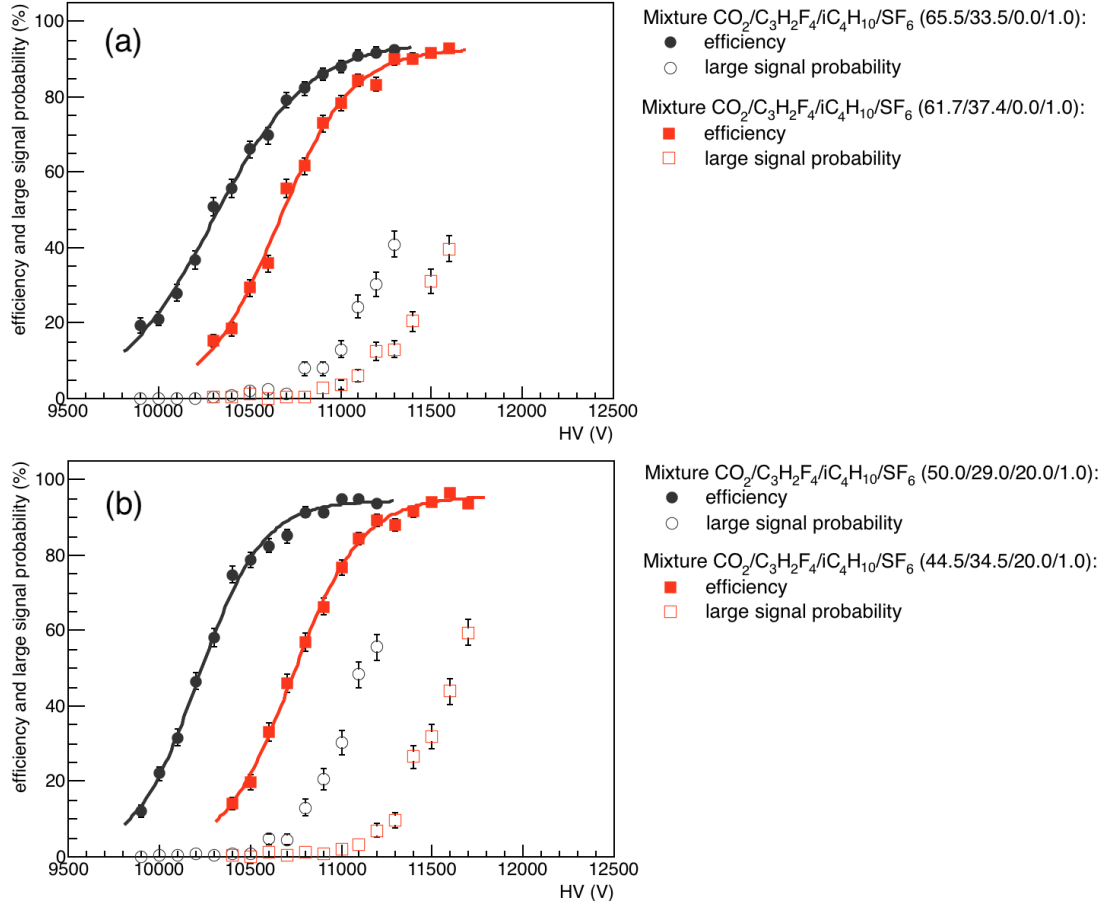 efficiency and large signal probability (%)
100
80
60
40
20
0
(a)
9500 10000 10500 11000 11500 12000 12500
HV (V)
Mixture CO₂/C₃H₂F₄/iC₄H₁₀/SF₆ (65.5/33.5/0.0/1.0):
efficiency
large signal probability
Mixture CO₂/C₃H₂F₄/iC₄H₁₀/SF₆ (61.7/37.4/0.0/1.0):
efficiency
large signal probability
efficiency and large signal probability (%)
100
80
60
40
20
0
(b)
9500 10000 10500 11000 11500 12000 12500
HV (V)
Mixture CO₂/C₃H₂F₄/iC₄H₁₀/SF₆ (50.0/29.0/20.0/1.0):
efficiency
large signal probability
Mixture CO₂/C₃H₂F₄/iC₄H₁₀/SF₆ (44.5/34.5/20.0/1.0):
efficiency
large signal probability